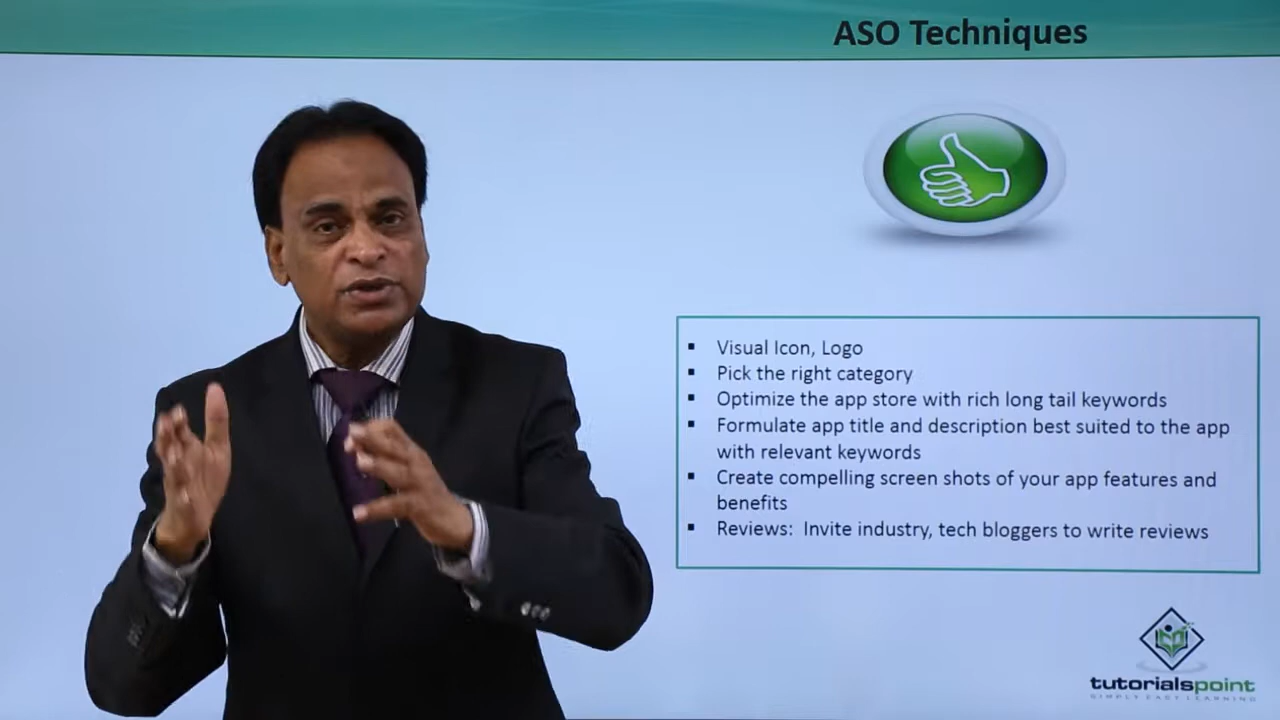 ASO Techniques
Visual Icon, Logo
Pick the right category
Optimize the app store with rich long tail keywords
Formulate app title and description best suited to the app
with relevant keywords
Create compelling screen shots of your app features and
benefits
Reviews: Invite industry, tech bloggers to write reviews
tutorialspoint
SIMPLY EASY LEARNING